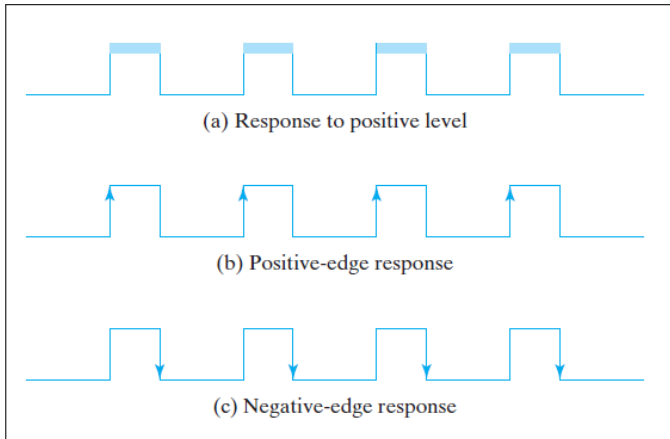 (a) Response to positive level
(b) Positive-edge response
(c) Negative-edge response